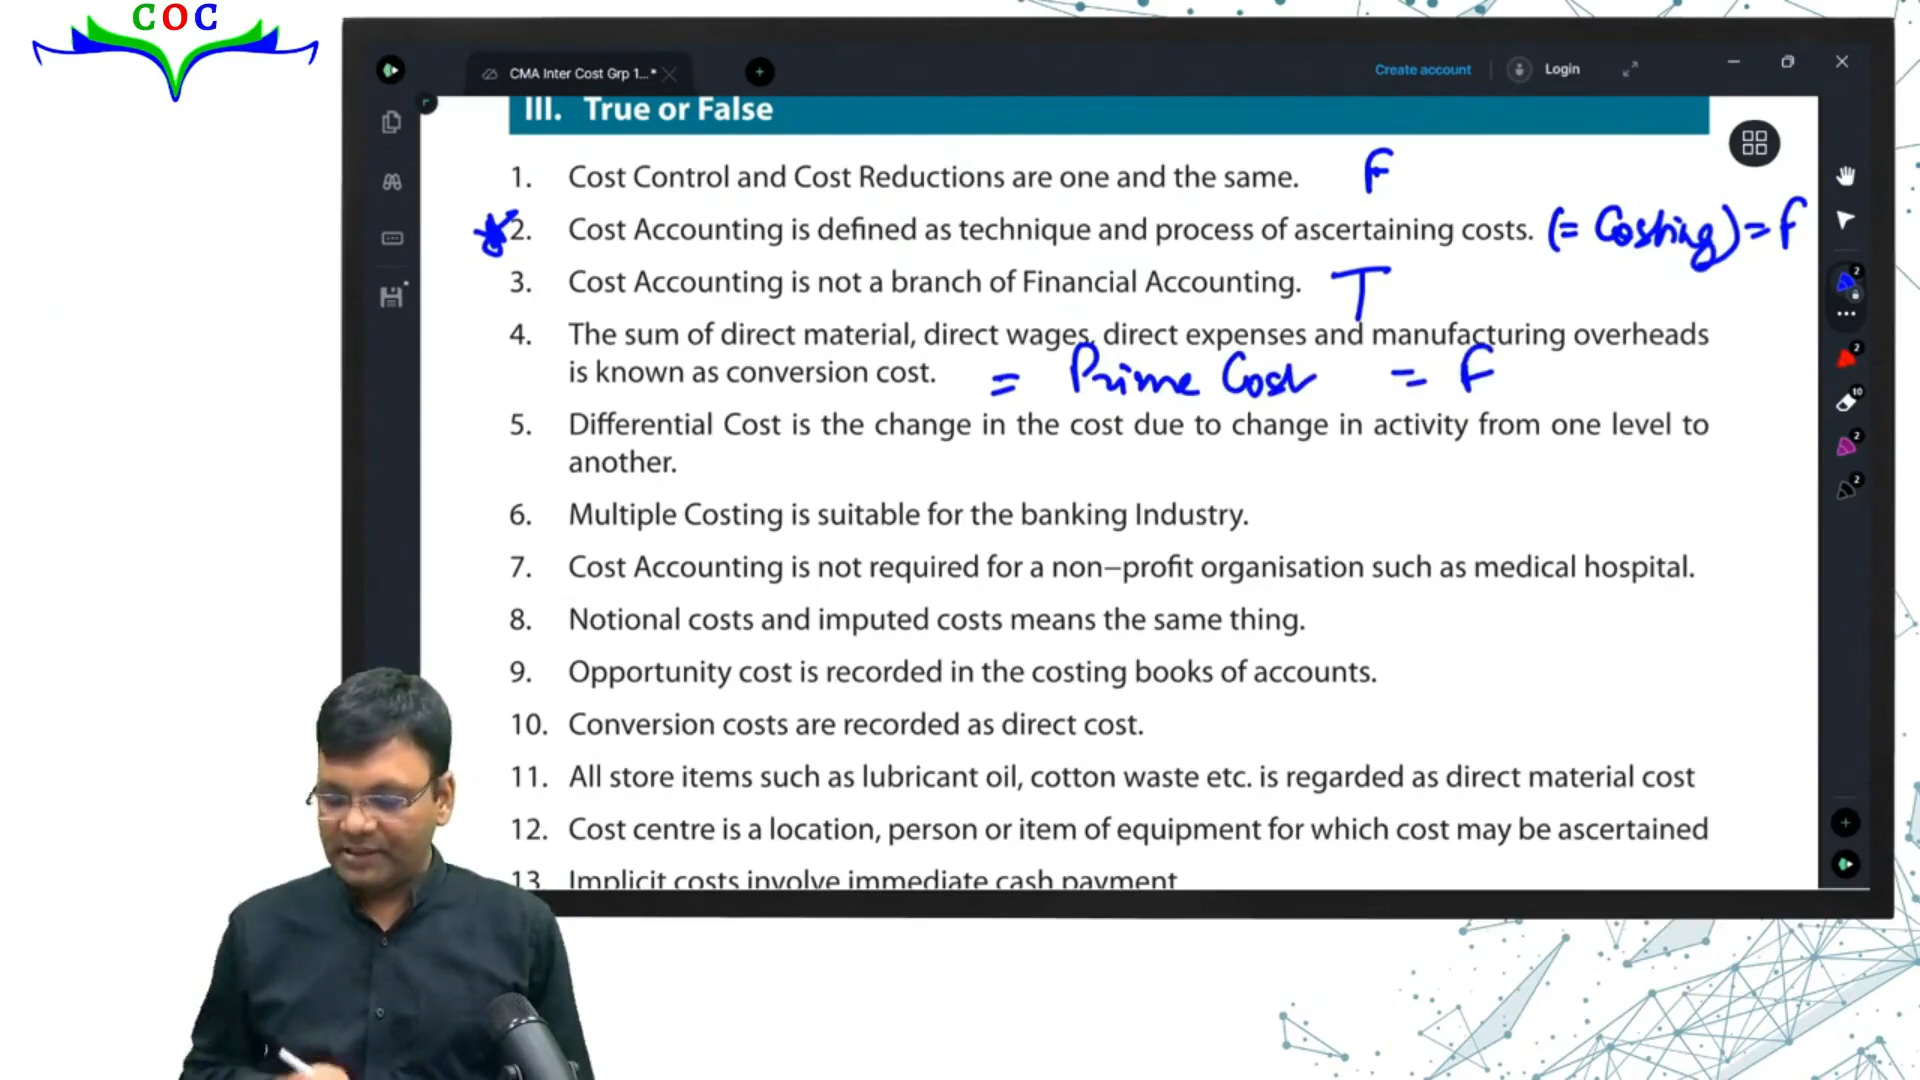 COC
CMA Inter Cost Grp 1...*
Create account
Login
III. True or False
1. Cost Control and Cost Reductions are one and the same. F
2. Cost Accounting is defined as technique and process of ascertaining costs. (= Costing) = F
3. Cost Accounting is not a branch of Financial Accounting. T
4. The sum of direct material, direct wages, direct expenses and manufacturing overheads
is known as conversion cost. = Prime Cost = F
5. Differential Cost is the change in the cost due to change in activity from one level to
another.
6. Multiple Costing is suitable for the banking Industry.
7. Cost Accounting is not required for a non–profit organisation such as medical hospital.
8. Notional costs and imputed costs means the same thing.
9. Opportunity cost is recorded in the costing books of accounts.
10. Conversion costs are recorded as direct cost.
11. All store items such as lubricant oil, cotton waste etc. is regarded as direct material cost
12. Cost centre is a location, person or item of equipment for which cost may be ascertained
13 Implicit costs involve immediate cash payment
2
2
10
2
2